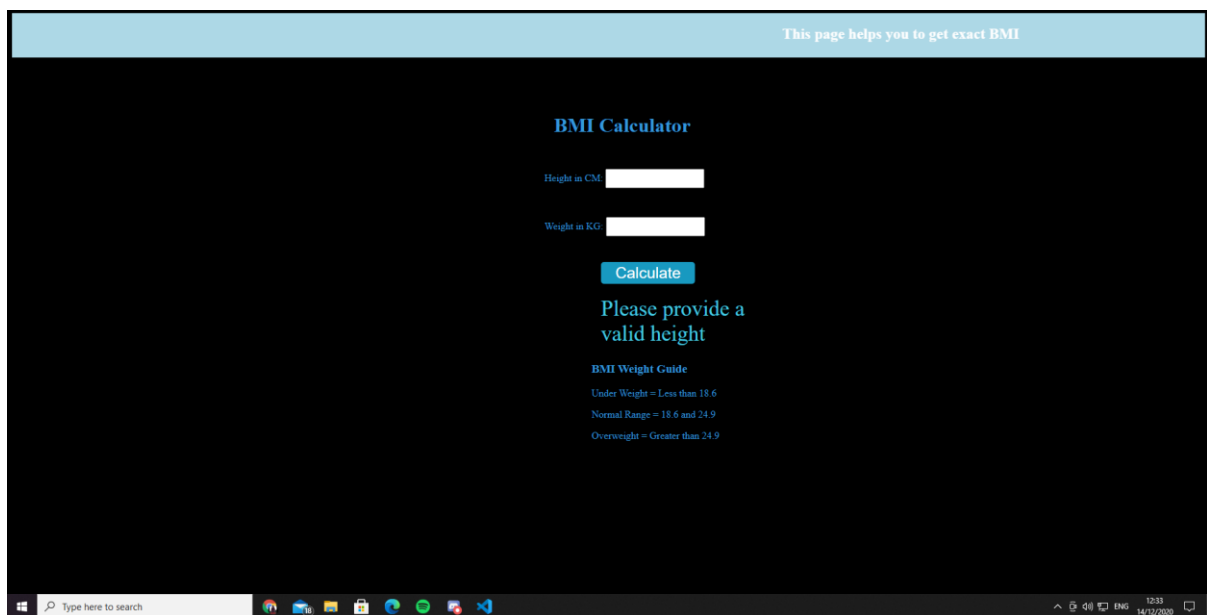 This page helps you to get exact BMI
BMI Calculator
Height in CM:
Weight in KG:
Calculate
Please provide a
valid height
BMI Weight Guide
Under Weight = Less than 18.6
Normal Range = 18.6 and 24.9
Overweight = Greater than 24.9
Type here to search
18
ENG
12:33
14/12/2020